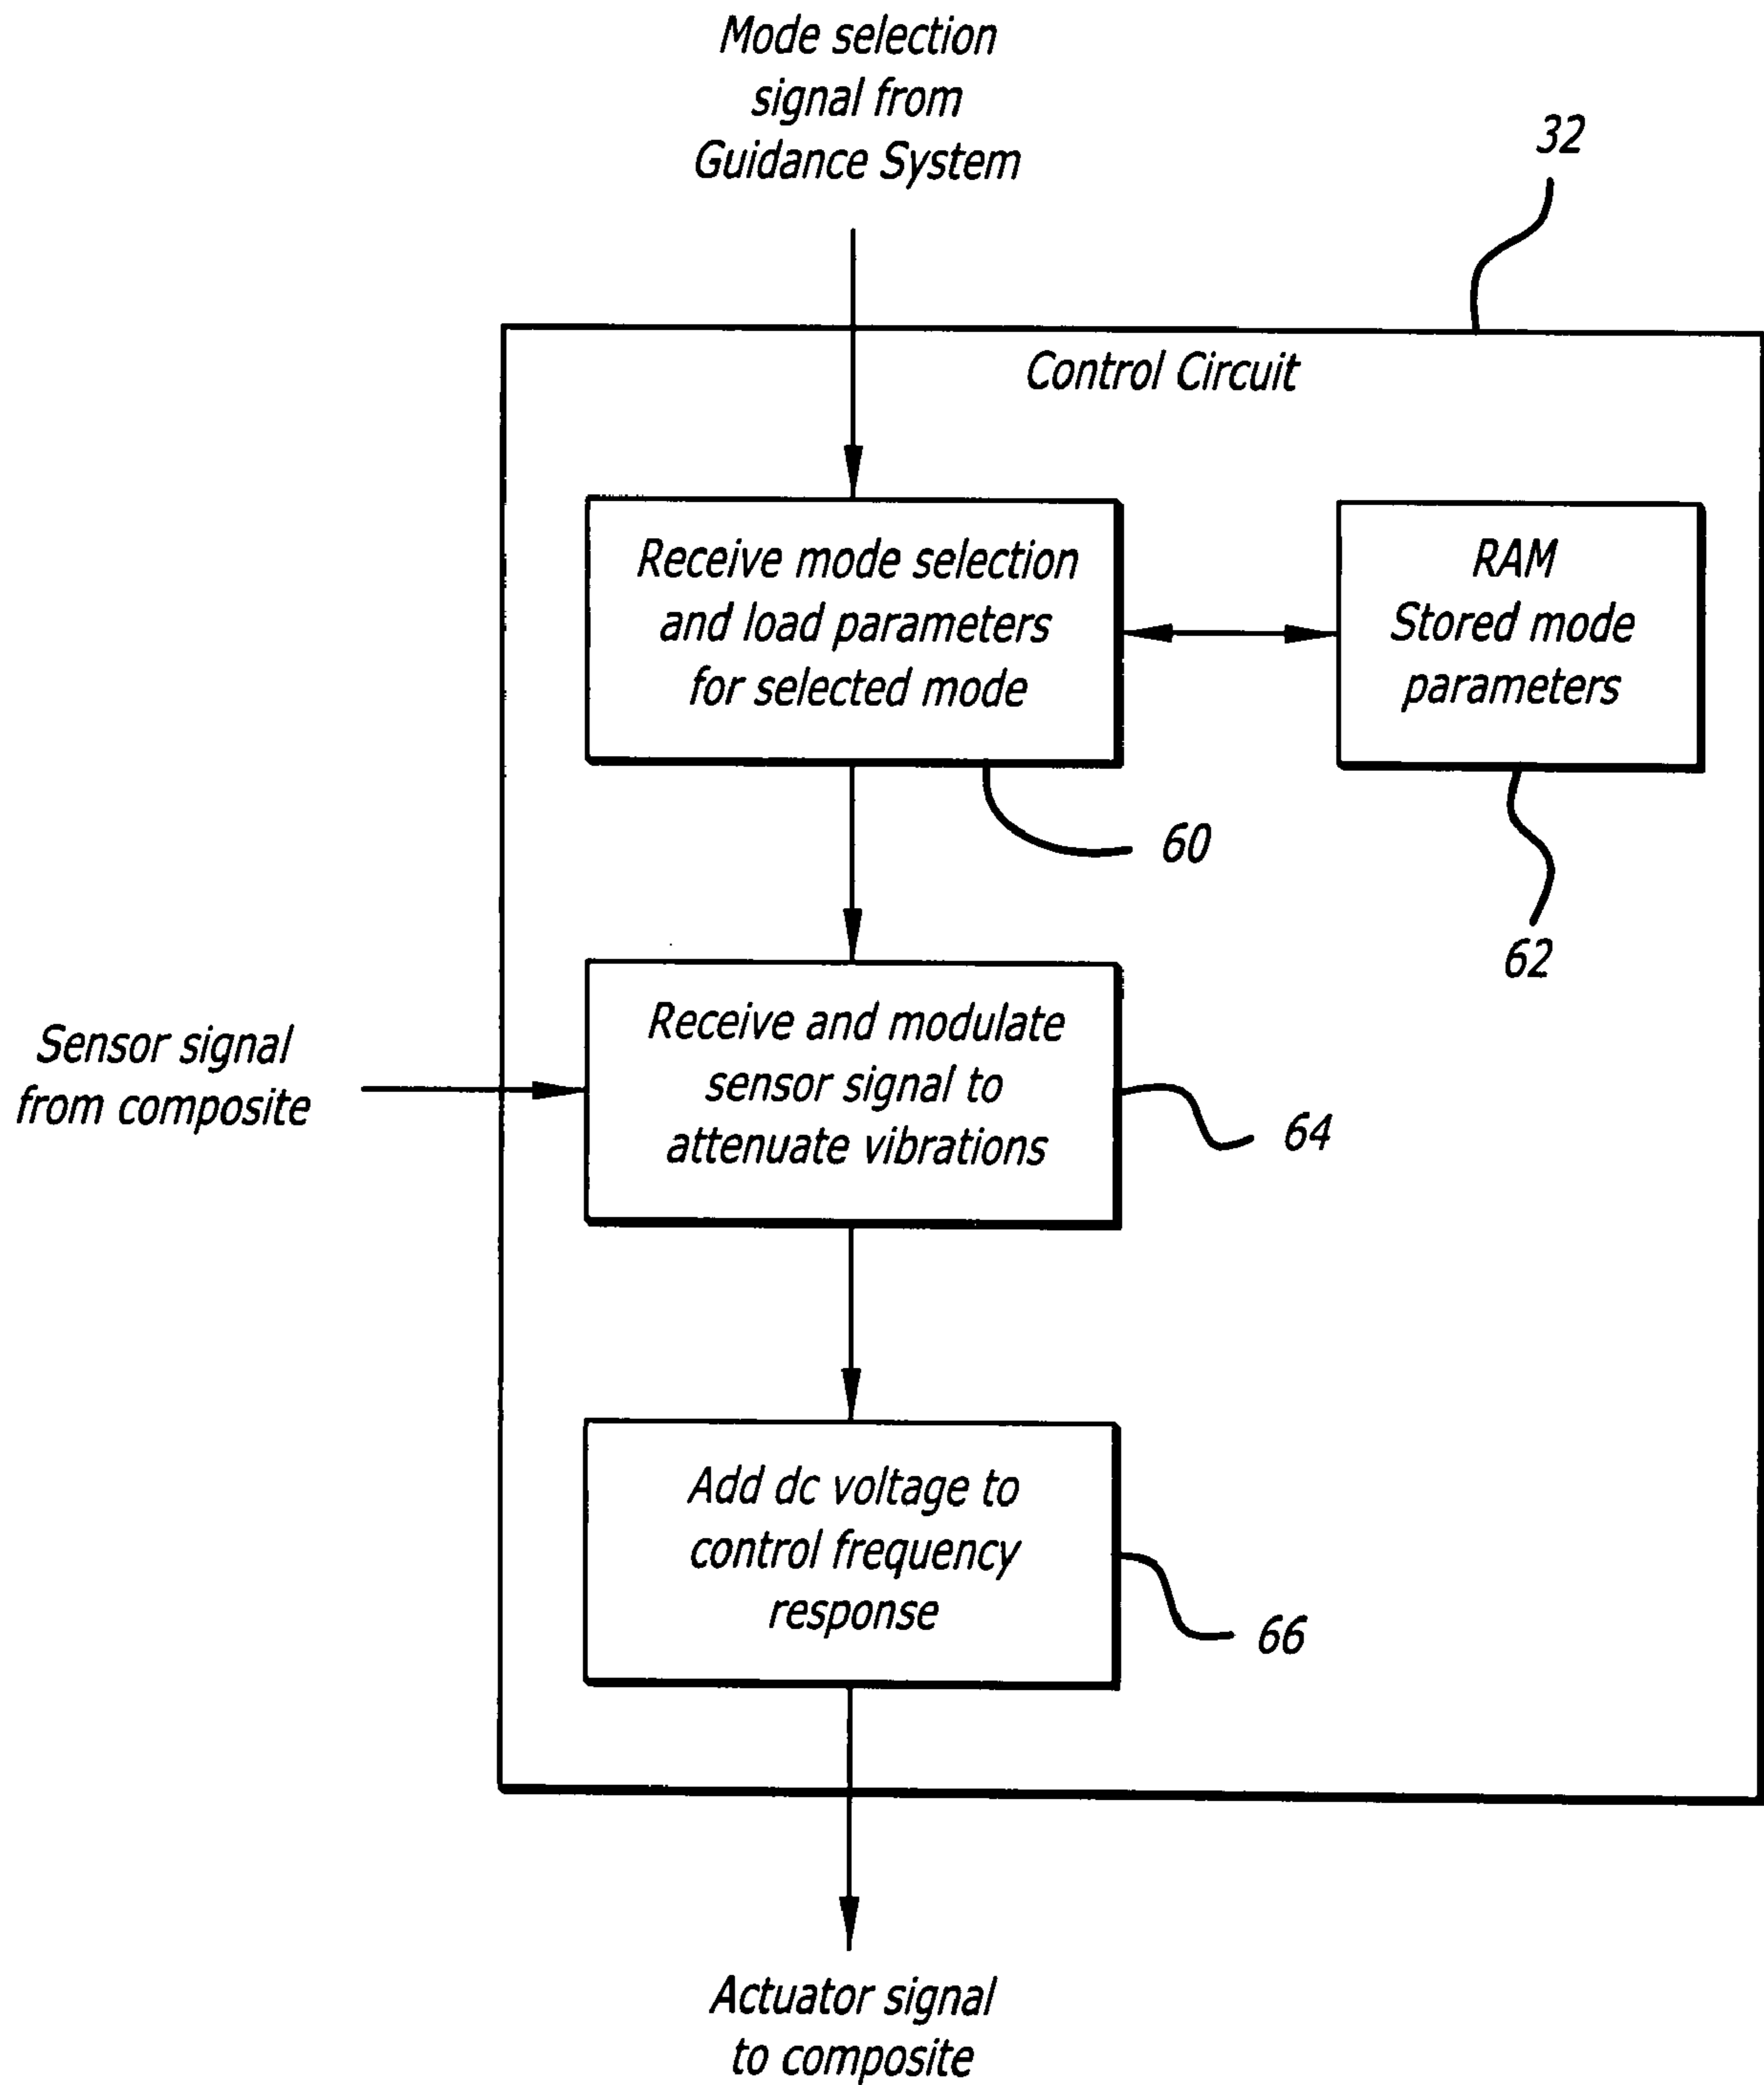 Mode selection
signal from
Guidance System
32
Control Circuit
Receive mode selection
and load parameters
for selected mode
RAM
Stored mode
parameters
60
62
Sensor signal
from composite
Receive and modulate
sensor signal to
attenuate vibrations
64
Add dc voltage to
control frequency
response
66
Actuator signal
to composite